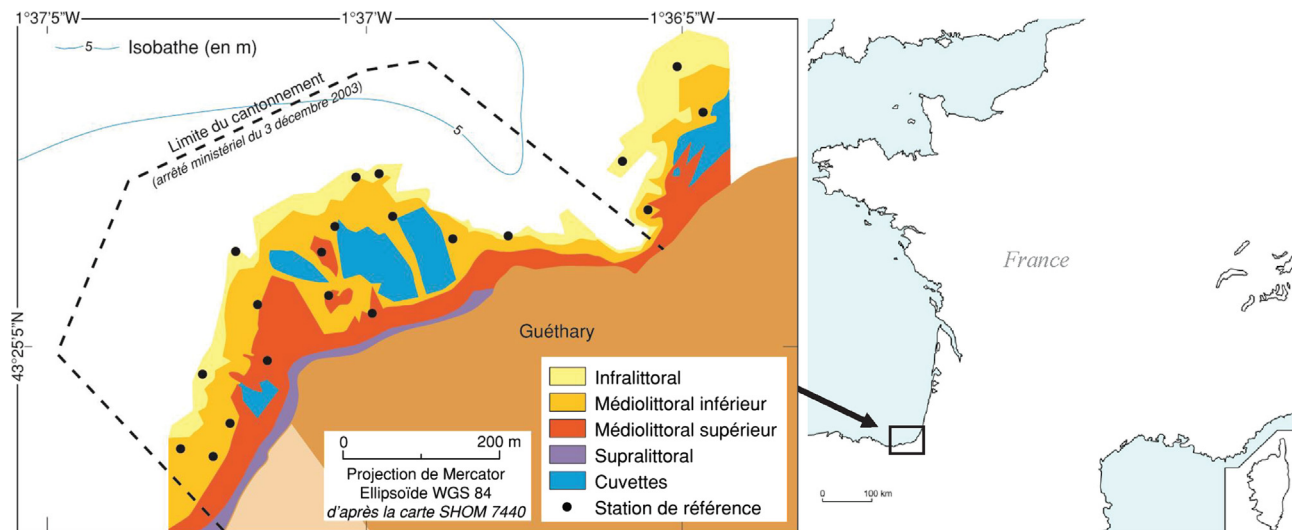 1°37'5"W
1°37'W
1°36'5"W
5
Isobathe (en m)
Limite du cantonnement
(arrêté ministériel du 3 décembre 2003)
5
France
43°25'5"N
Guéthary
Infralittoral
Médiolittoral inférieur
Médiolittoral supérieur
Supralittoral
Cuvettes
Station de référence
0 200 m
Projection de Mercator
Ellipsoïde WGS 84
d'après la carte SHOM 7440
0 100 km